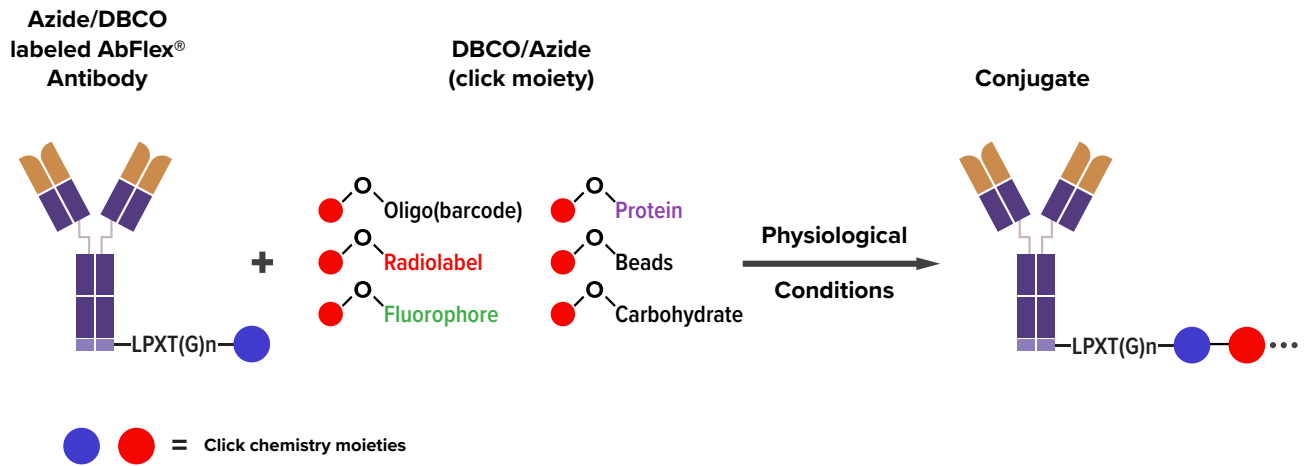 Azide/DBCO
labeled AbFlex®
Antibody
DBCO/Azide
(click moiety)
Conjugate
+
O
Oligo(barcode)
O
Protein
O
Radiolabel
O
Beads
O
Fluorophore
O
Carbohydrate
Physiological
Conditions
LPXT(G)n
LPXT(G)n
= Click chemistry moieties